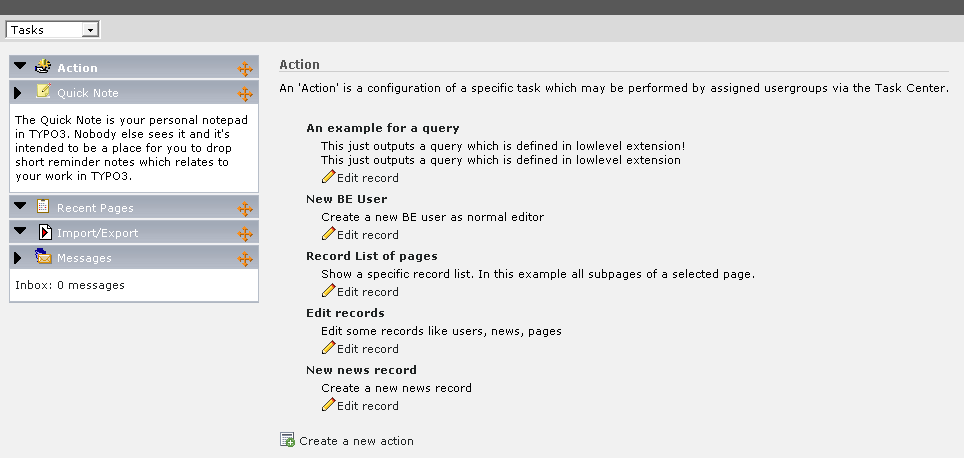 Tasks
Action
Quick Note
The Quick Note is your personal notepad
in TYPO3. Nobody else sees it and it's
intended to be a place for you to drop
short reminder notes which relates to
your work in TYPO3.
Recent Pages
Import/Export
Messages
Inbox: 0 messages
Action
An 'Action' is a configuration of a specific task which may be performed by assigned usergroups via the Task Center.
An example for a query
This just outputs a query which is defined in lowlevel extension!
This just outputs a query which is defined in lowlevel extension
Edit record
New BE User
Create a new BE user as normal editor
Edit record
Record List of pages
Show a specific record list. In this example all subpages of a selected page.
Edit record
Edit records
Edit some records like users, news, pages
Edit record
New news record
Create a new news record
Edit record
Create a new action